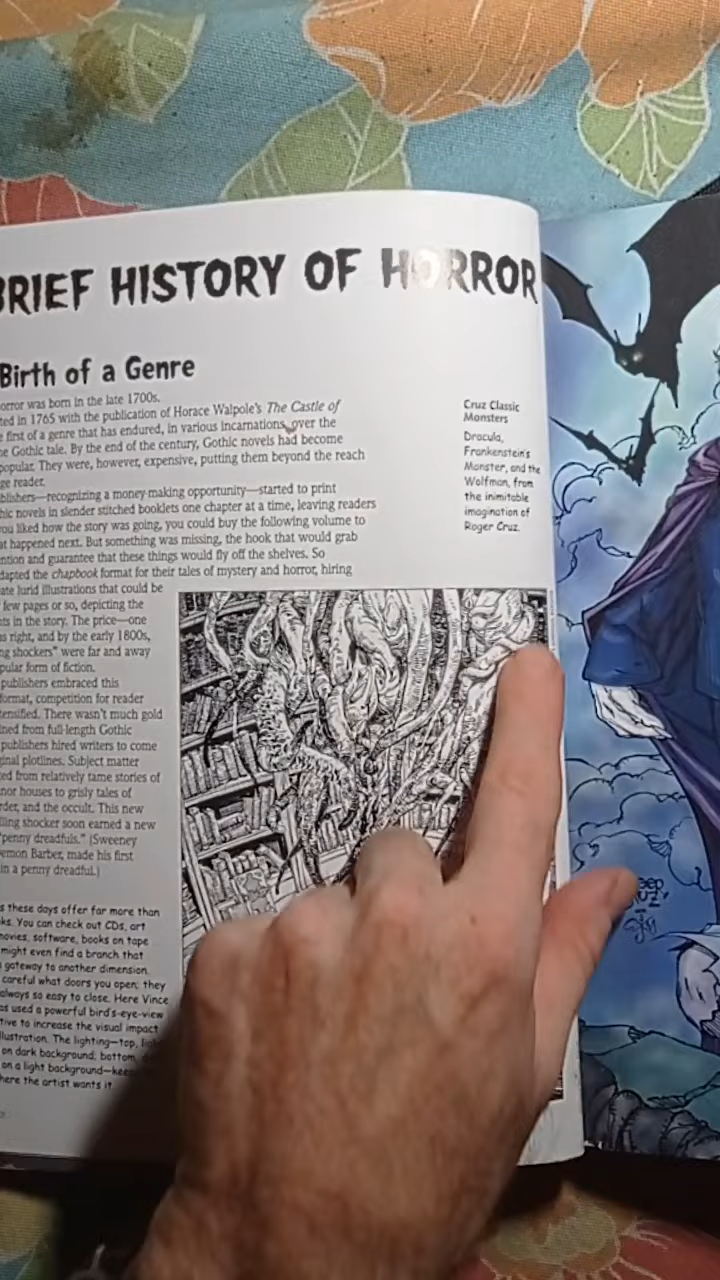 BRIEF HISTORY OF HORROR
Birth of a Genre
orror was born in the late 1700s.
ted in 1765 with the publication of Horace Walpole's The Castle of
first of a genre that has endured, in various incarnations, over the
Gothic tale. By the end of the century, Gothic novels had become
popular. They were, however, expensive, putting them beyond the reach
ge reader.
blishers—recognizing a money-making opportunity—started to print
hic novels in slender stitched booklets one chapter at a time, leaving readers
you liked how the story was going, you could buy the following volume to
at happened next. But something was missing, the hook that would grab
ntion and guarantee that these things would fly off the shelves. So
dapted the chapbook format for their tales of mystery and horror, hiring
ate lurid illustrations that could be
few pages or so, depicting the
ts in the story. The price—one
as right, and by the early 1800s,
ng shockers" were far and away
pular form of fiction.
publishers embraced this
format, competition for reader
tensified. There wasn't much gold
ined from full-length Gothic
publishers hired writers to come
ginal plotlines. Subject matter
ed from relatively tame stories of
nor houses to grisly tales of
rder, and the occult. This new
lling shocker soon earned a new
"penny dreadfuls." (Sweeney
emon Barber, made his first
in a penny dreadful.)
s these days offer far more than
ks. You can check out CDs, art
movies, software, books on tape
might even find a branch that
gateway to another dimension.
careful what doors you open; they
always so easy to close. Here Vince
as used a powerful bird's-eye-view
tive to increase the visual impact
illustration. The lighting—top,
on dark background; bottom,
on a light background—
here the artist wants it
Cruz Classic
Monsters
Dracula,
Frankenstein's
Monster, and the
Wolfman, from
the inimitable
imagination of
Roger Cruz.